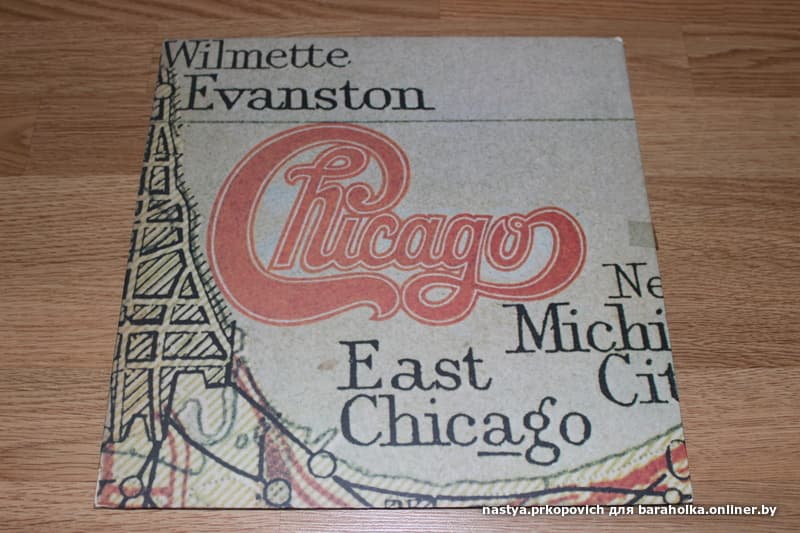 Wilmette
Evanston
Chicago
Ne
Michi
Cit
East
Chicago
nastya.prkopovich для baraholka.onliner.by